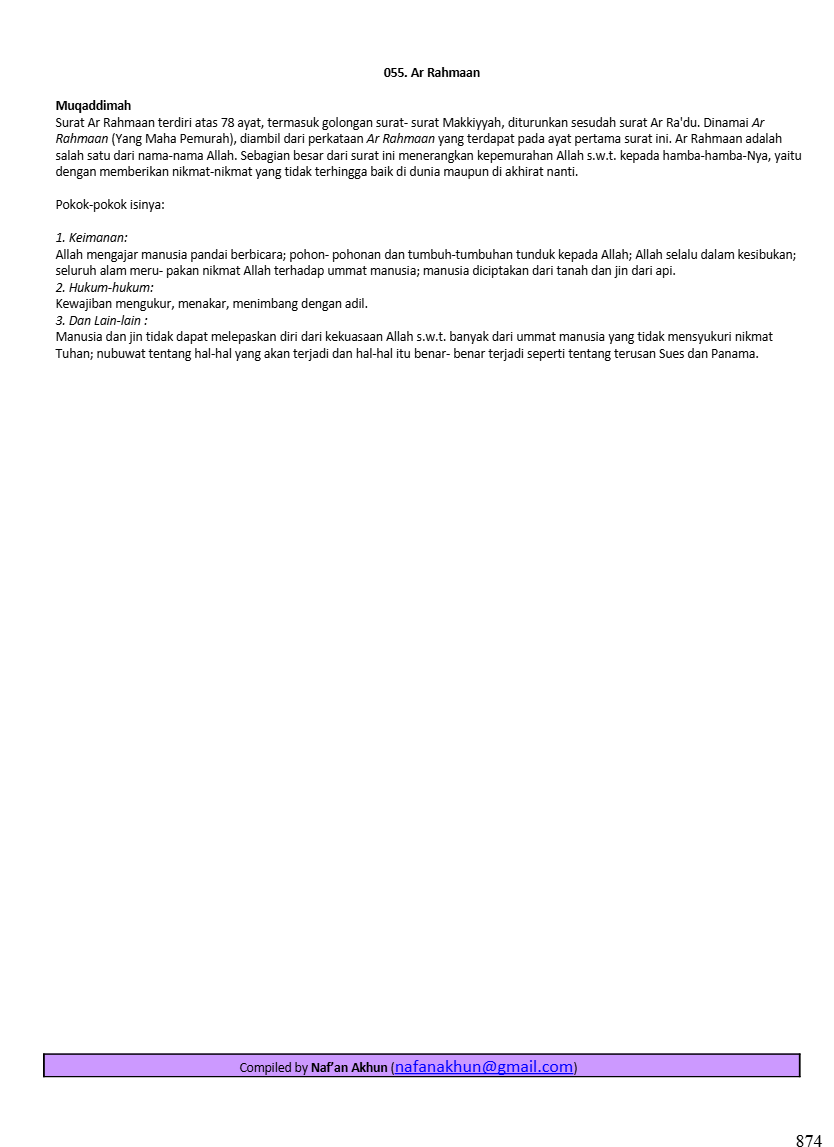 055. Ar Rahmaan
Muqaddimah
Surat Ar Rahmaan terdiri atas 78 ayat, termasuk golongan surat- surat Makkiyyah, diturunkan sesudah surat Ar Ra'du. Dinamai Ar
Rahmaan (Yang Maha Pemurah), diambil dari perkataan Ar Rahmaan yang terdapat pada ayat pertama surat ini. Ar Rahmaan adalah
salah satu dari nama-nama Allah. Sebagian besar dari surat ini menerangkan kepemurahan Allah s.w.t. kepada hamba-hamba-Nya, yaitu
dengan memberikan nikmat-nikmat yang tidak terhingga baik di dunia maupun di akhirat nanti.
Pokok-pokok isinya:
1. Keimanan:
Allah mengajar manusia pandai berbicara; pohon- pohonan dan tumbuh-tumbuhan tunduk kepada Allah; Allah selalu dalam kesibukan;
seluruh alam meru- pakan nikmat Allah terhadap ummat manusia; manusia diciptakan dari tanah dan jin dari api.
2. Hukum-hukum:
Kewajiban mengukur, menakar, menimbang dengan adil.
3. Dan Lain-lain :
Manusia dan jin tidak dapat melepaskan diri dari kekuasaan Allah s.w.t. banyak dari ummat manusia yang tidak mensyukuri nikmat
Tuhan; nubuwat tentang hal-hal yang akan terjadi dan hal-hal itu benar- benar terjadi seperti tentang terusan Sues dan Panama.
Compiled by Naf’an Akhun (nafanakhun@gmail.com)
874